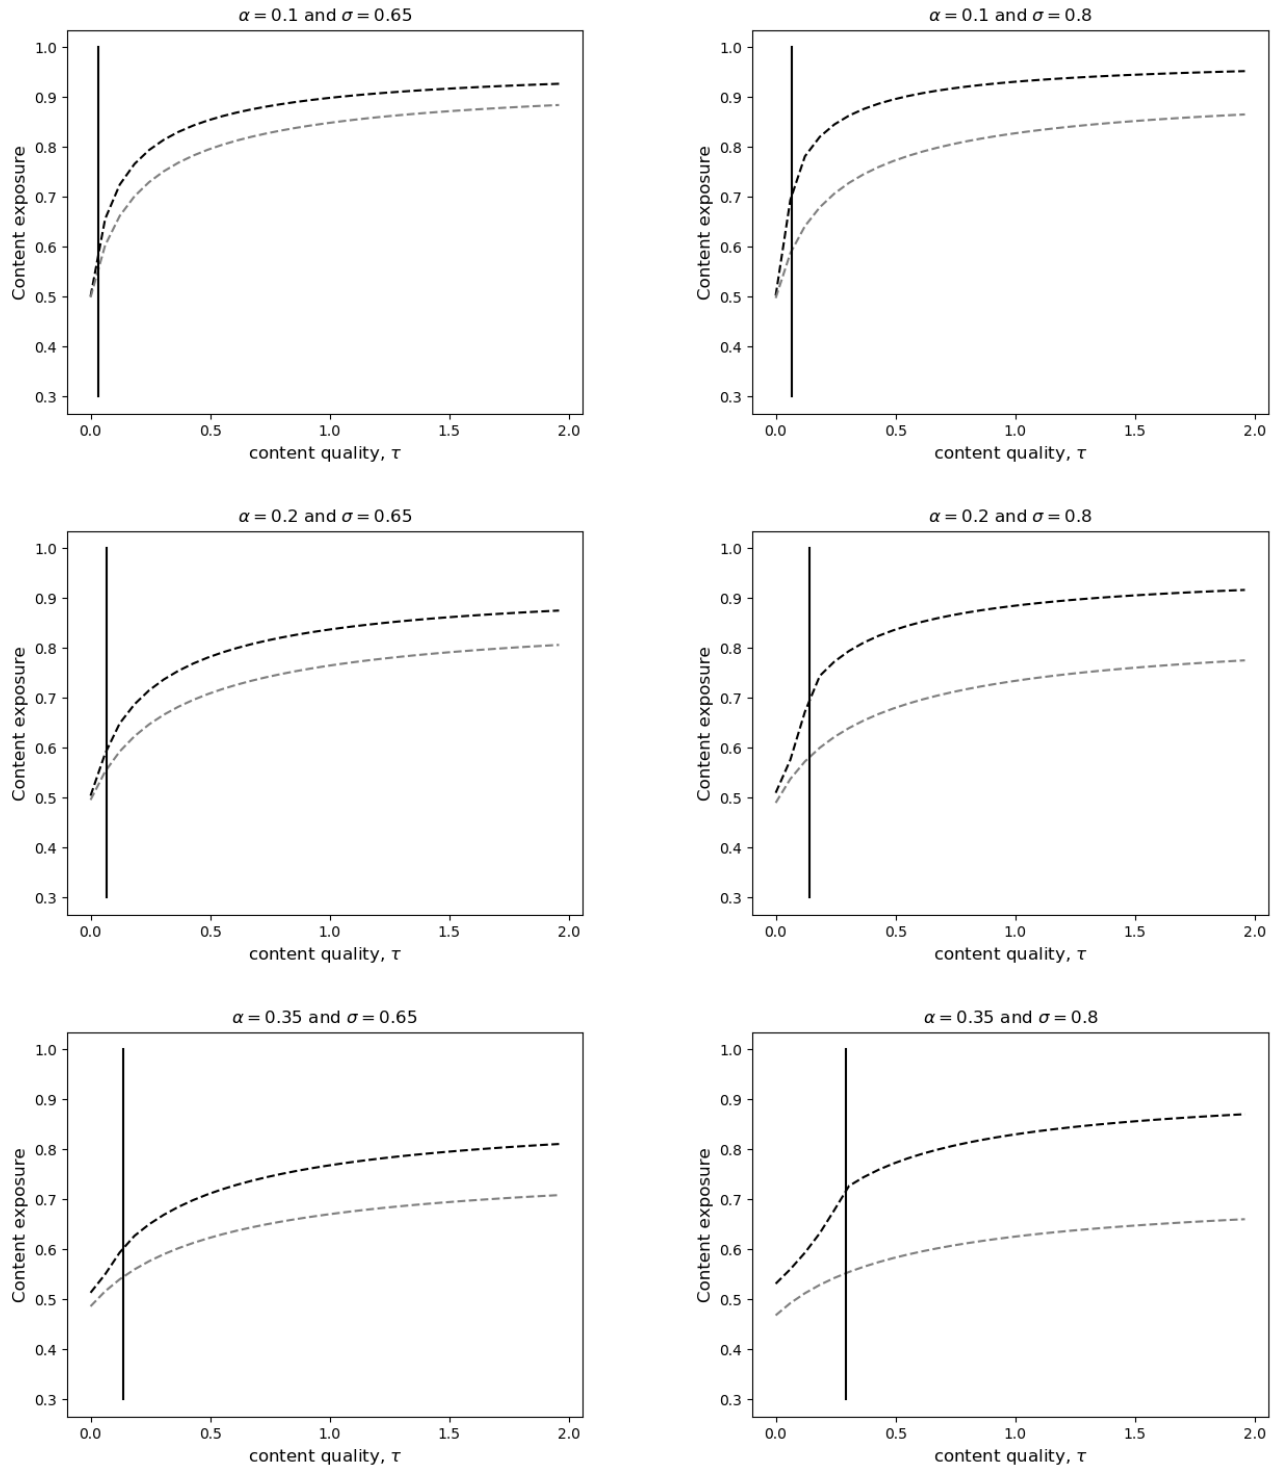 α = 0.1 and σ = 0.65
1.0
0.9
0.8
0.7
0.6
0.5
0.4
0.3
Content exposure
0.0 0.5 1.0 1.5 2.0
content quality, τ
α = 0.1 and σ = 0.8
1.0
0.9
0.8
0.7
0.6
0.5
0.4
0.3
Content exposure
0.0 0.5 1.0 1.5 2.0
content quality, τ
α = 0.2 and σ = 0.65
1.0
0.9
0.8
0.7
0.6
0.5
0.4
0.3
Content exposure
0.0 0.5 1.0 1.5 2.0
content quality, τ
α = 0.2 and σ = 0.8
1.0
0.9
0.8
0.7
0.6
0.5
0.4
0.3
Content exposure
0.0 0.5 1.0 1.5 2.0
content quality, τ
α = 0.35 and σ = 0.65
1.0
0.9
0.8
0.7
0.6
0.5
0.4
0.3
Content exposure
0.0 0.5 1.0 1.5 2.0
content quality, τ
α = 0.35 and σ = 0.8
1.0
0.9
0.8
0.7
0.6
0.5
0.4
0.3
Content exposure
0.0 0.5 1.0 1.5 2.0
content quality, τ